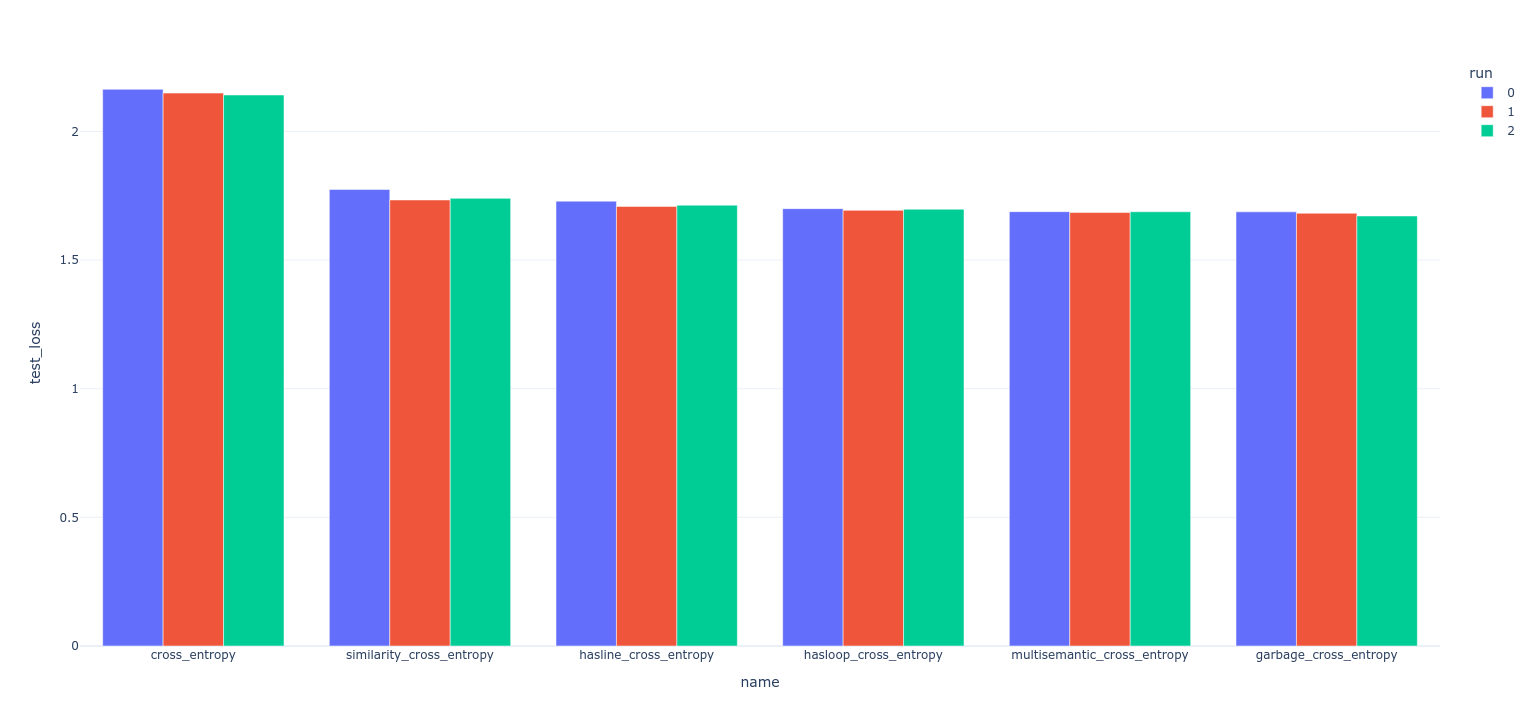 run
0
1
2
2
1.5
1
0.5
0
test_loss
cross_entropy
similarity_cross_entropy
hasline_cross_entropy
hasloop_cross_entropy
multisemantic_cross_entropy
garbage_cross_entropy
name